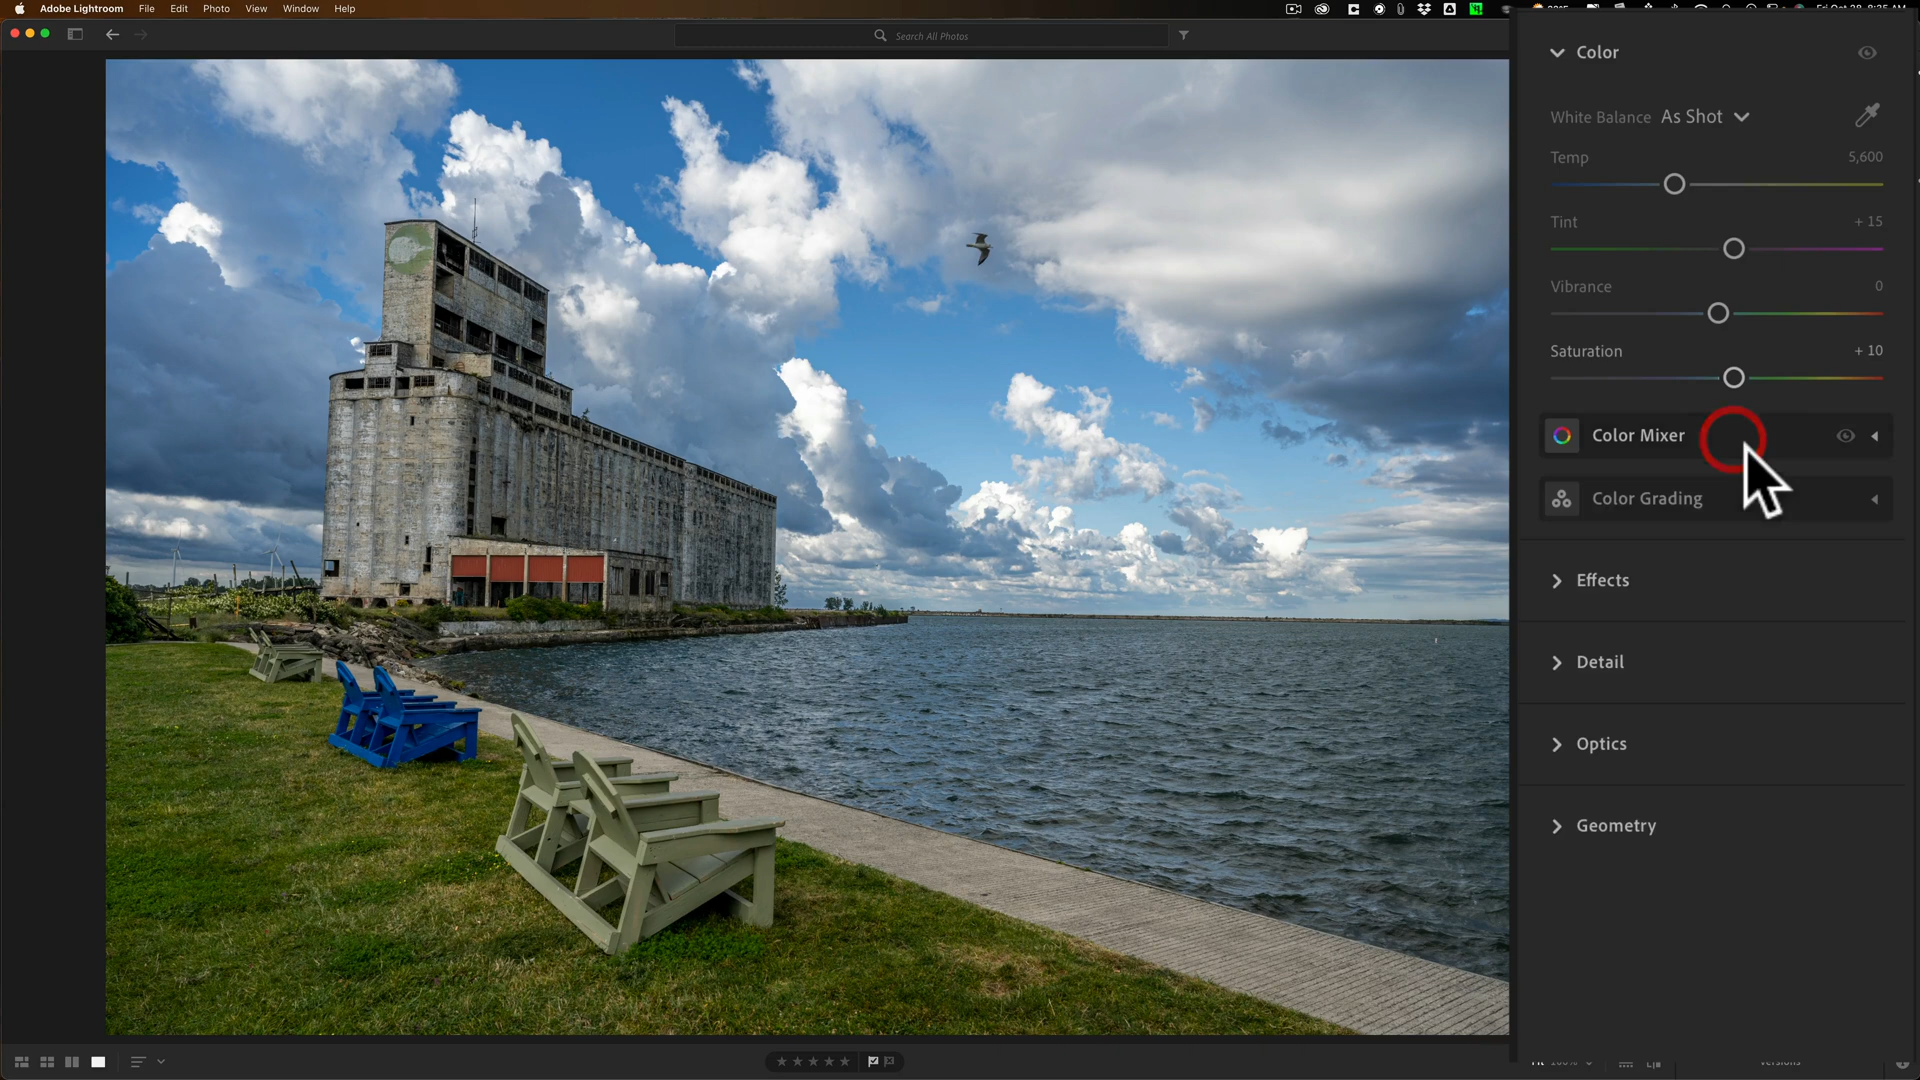 Adobe Lightroom File Edit Photo View Window Help
Search All Photos
Color
White Balance As Shot
Temp 5,600
Tint + 15
Vibrance 0
Saturation + 10
Color Mixer
Color Grading
Effects
Detail
Optics
Geometry